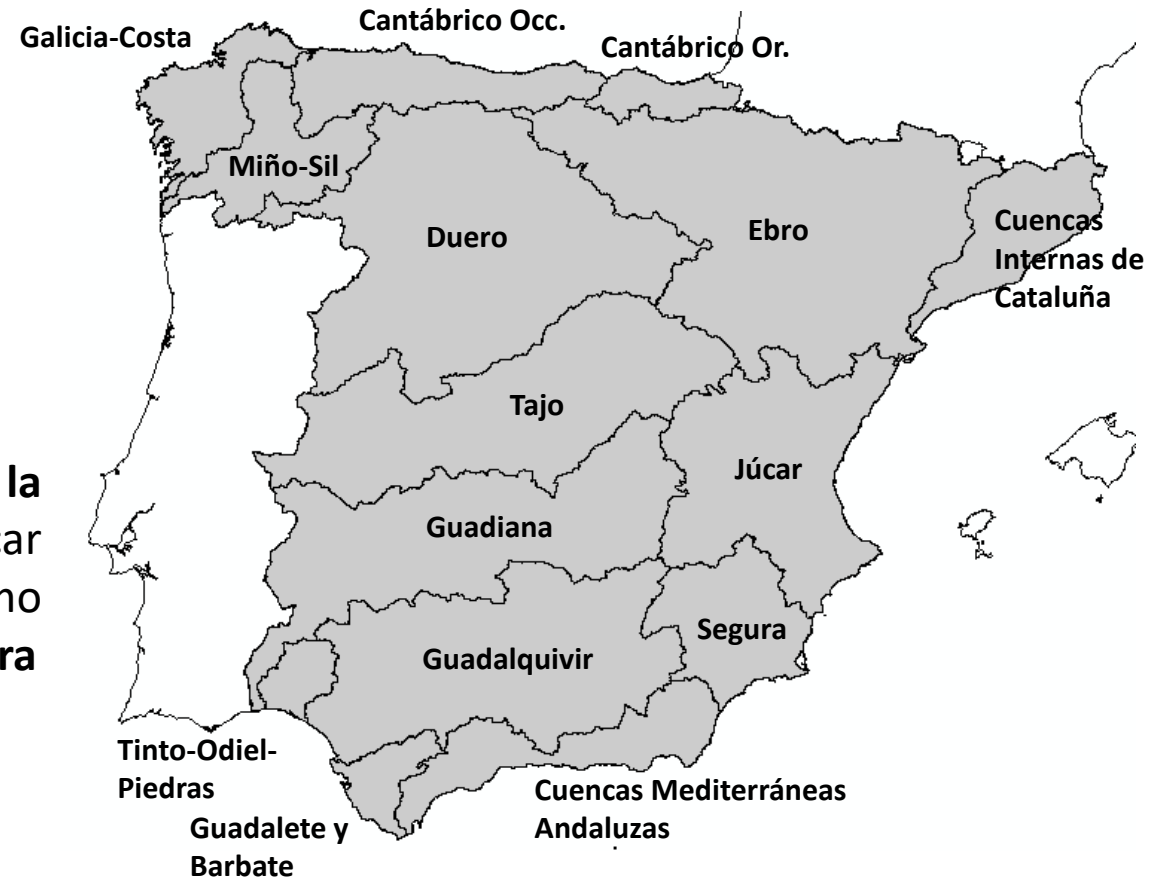 Cantábrico Occ.
Galicia-Costa
Cantábrico Or.
Miño-Sil
Cuencas
Internas de
Cataluña
Duero
Ebro
Tajo
Júcar
la
ar
Guadiana
no
ra
Segura
Guadalquivir
Tinto-Odiel-
Piedras
Guadalete y
Barbate
Cuencas Mediterráneas
Andaluzas